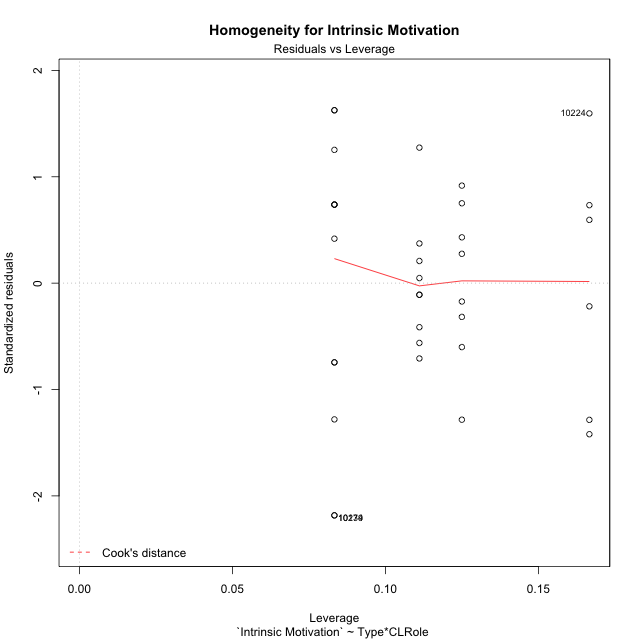 Homogeneity for Intrinsic Motivation
Residuals vs Leverage
2
1
0
-1
-2
Standardized residuals
10224
Cook's distance
0.00 0.05 0.10 0.15
Leverage
`Intrinsic Motivation` ~ Type*CLRole